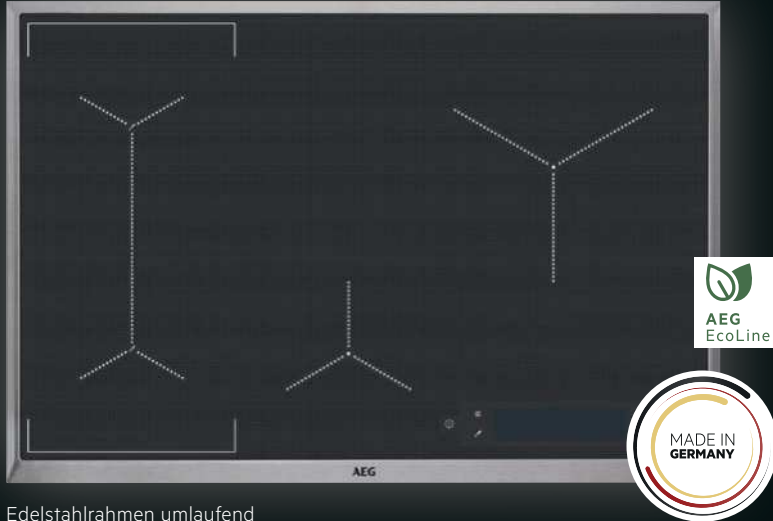 AEG
EcoLine
MADE IN
GERMANY
AEG
Edelstahlrahmen umlaufend